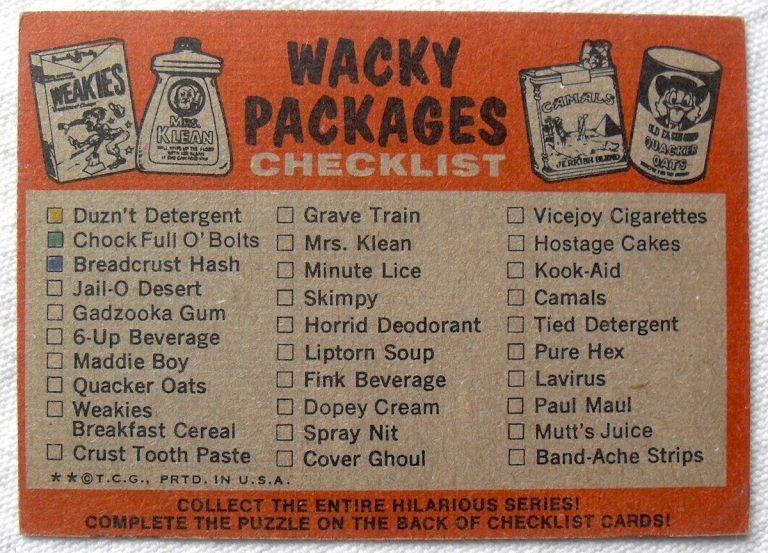 WACKY
PACKAGES
CHECKLIST
WEAKIES
MRS.
KLEAN
CAMALS
JERKISH BLEND
QUACKER
OATS
Duzn't Detergent
Chock Full O' Bolts
Breadcrust Hash
Jail-O Desert
Gadzooka Gum
6-Up Beverage
Maddie Boy
Quacker Oats
Weakies
Breakfast Cereal
Crust Tooth Paste
Grave Train
Mrs. Klean
Minute Lice
Skimpy
Horrid Deodorant
Liptorn Soup
Fink Beverage
Dopey Cream
Spray Nit
Cover Ghoul
Vicejoy Cigarettes
Hostage Cakes
Kook-Aid
Camals
Tied Detergent
Pure Hex
Lavirus
Paul Maul
Mutt's Juice
Band-Ache Strips
**©T.C.G., PRTD. IN U.S.A.
COLLECT THE ENTIRE HILARIOUS SERIES!
COMPLETE THE PUZZLE ON THE BACK OF CHECKLIST CARDS!